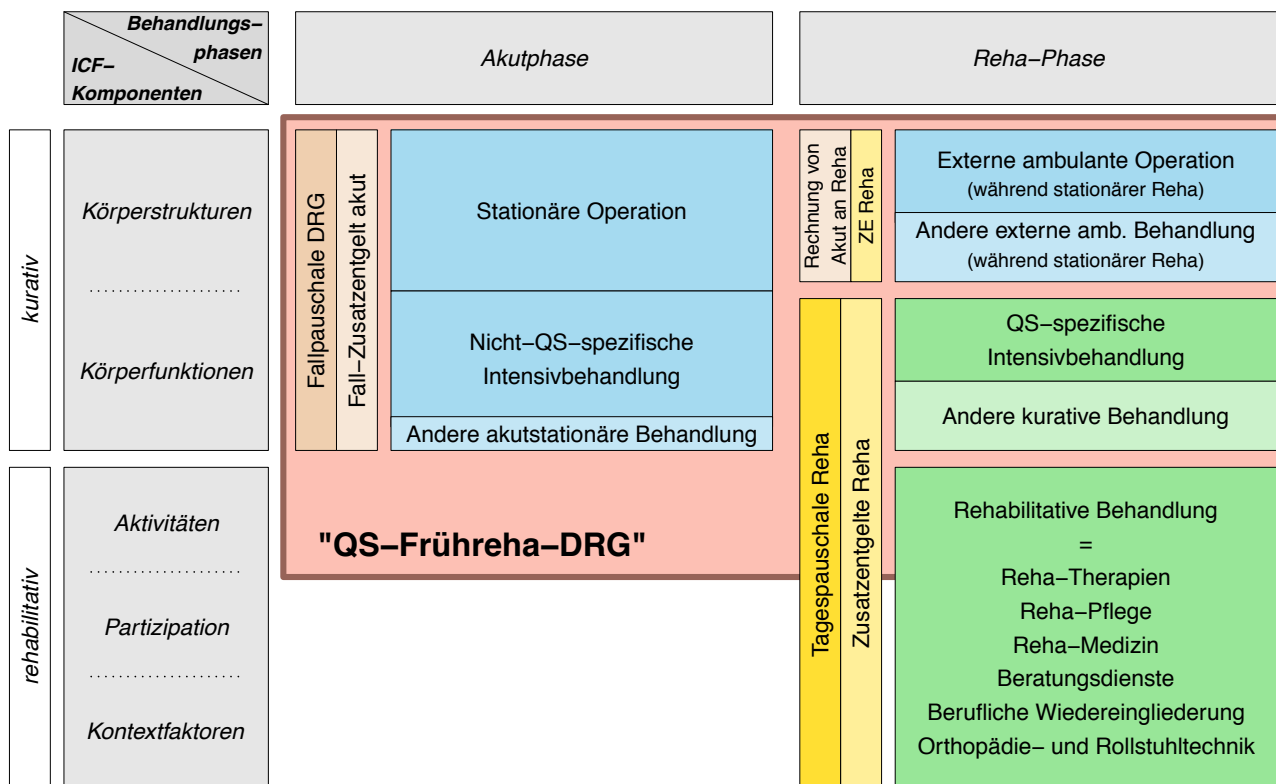 Behandlungs–
phasen
ICF–
Komponenten
Akutphase
Reha–Phase
kurativ
Körperstrukturen
Körperfunktionen
Fallpauschale DRG
Fall–Zusatzentgelt akut
Stationäre Operation
Nicht–QS–spezifische
Intensivbehandlung
Andere akutstationäre Behandlung
Rechnung von
Akut an Reha
ZE Reha
Externe ambulante Operation
(während stationärer Reha)
Andere externe amb. Behandlung
(während stationärer Reha)
QS–spezifische
Intensivbehandlung
Andere kurative Behandlung
Tagespauschale Reha
Zusatzentgelte Reha
rehabilitativ
Aktivitäten
Partizipation
Kontextfaktoren
"QS–Frühreha–DRG"
Rehabilitative Behandlung
=
Reha–Therapien
Reha–Pflege
Reha–Medizin
Beratungsdienste
Berufliche Wiedereingliederung
Orthopädie– und Rollstuhltechnik